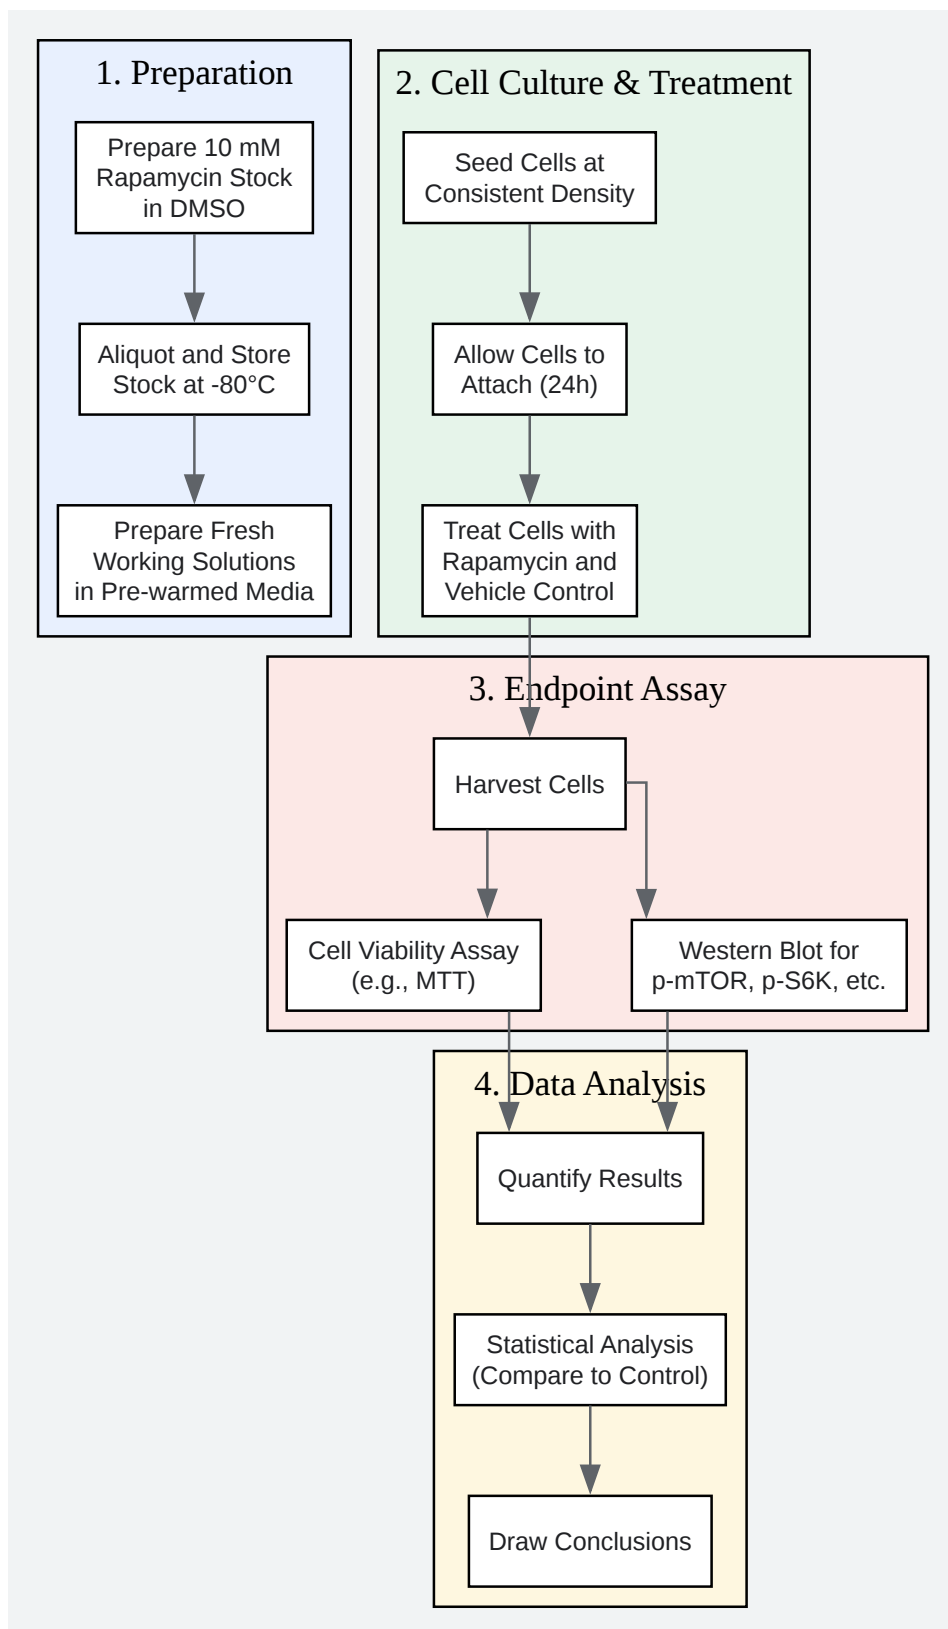 1. Preparation
Prepare 10 mM
Rapamycin Stock
in DMSO
Aliquot and Store
Stock at -80°C
Prepare Fresh
Working Solutions
in Pre-warmed Media
2. Cell Culture & Treatment
Seed Cells at
Consistent Density
Allow Cells to
Attach (24h)
Treat Cells with
Rapamycin and
Vehicle Control
3. Endpoint Assay
Harvest Cells
Cell Viability Assay
(e.g., MTT)
Western Blot for
p-mTOR, p-S6K, etc.
4. Data Analysis
Quantify Results
Statistical Analysis
(Compare to Control)
Draw Conclusions